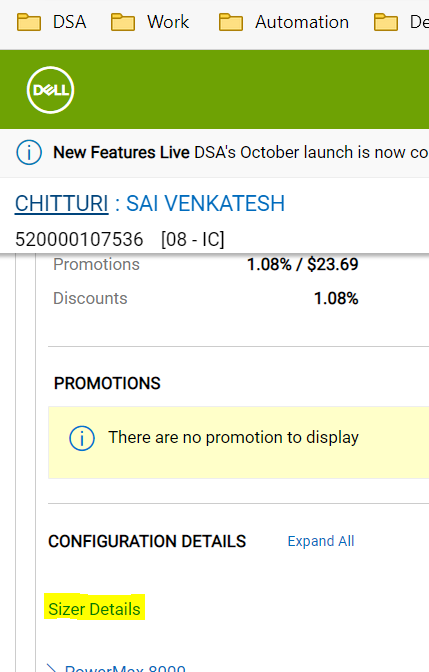 DSA Work Automation De
DELL
New Features Live DSA's October launch is now co
CHITTURI : SAI VENKATESH
520000107536 [08 - IC]
Promotions 1.08% / $23.69
Discounts 1.08%
PROMOTIONS
There are no promotion to display
CONFIGURATION DETAILS Expand All
Sizer Details
PowerMax 8000